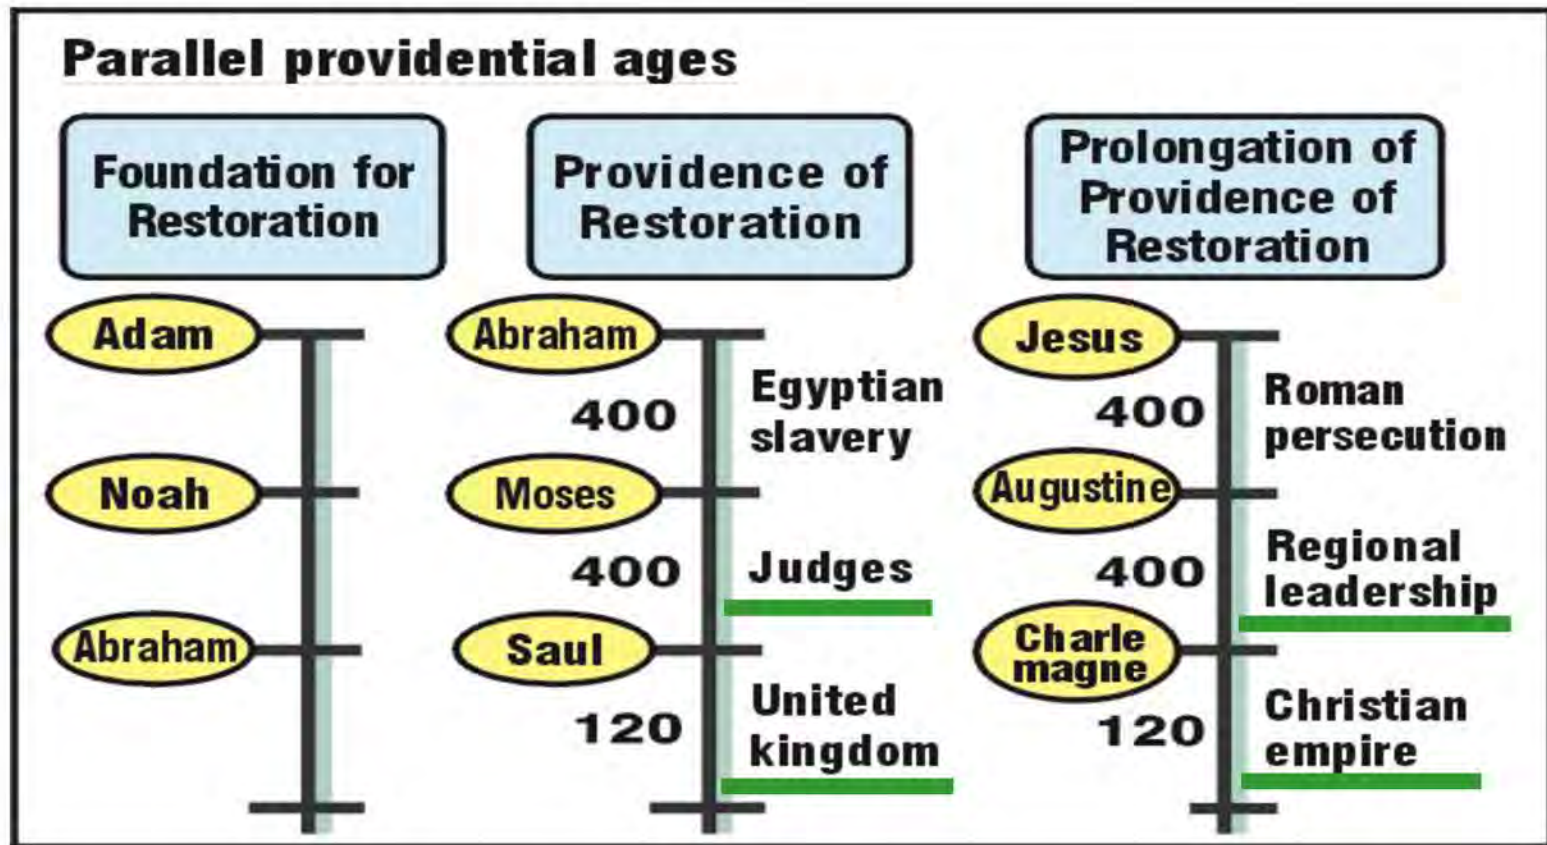 Parallel providential ages
Foundation for
Restoration
Adam
Noah
Abraham
Providence of
Restoration
Abraham
400
Egyptian
slavery
Moses
400
Judges
Saul
120
United
kingdom
Prolongation of
Providence of
Restoration
Jesus
400
Roman
persecution
Augustine
400
Regional
leadership
Charle
magne
120
Christian
empire